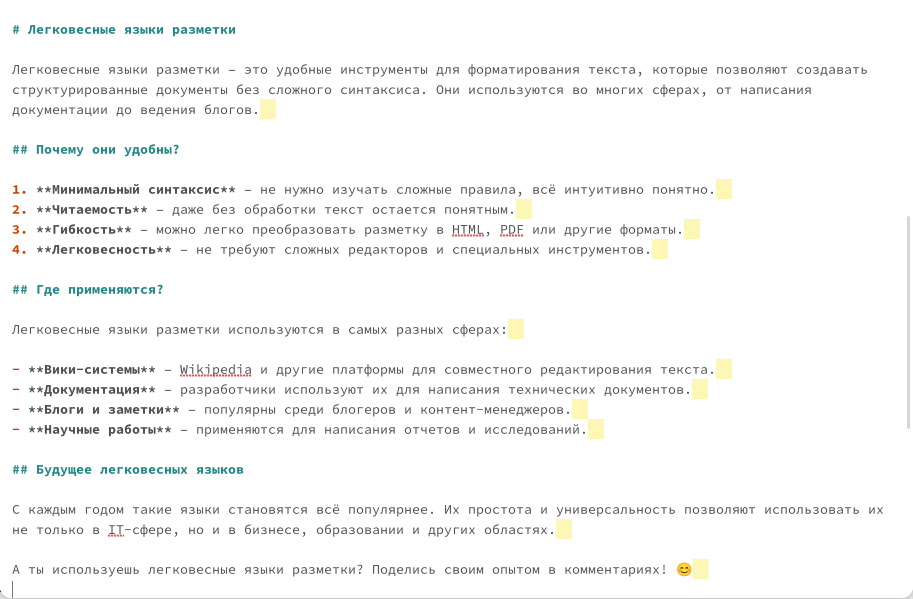 # Легковесные языки разметки
Легковесные языки разметки – это удобные инструменты для форматирования текста, которые позволяют создавать
структурированные документы без сложного синтаксиса. Они используются во многих сферах, от написания
документации до ведения блогов.
## Почему они удобны?
1. **Минимальный синтаксис** – не нужно изучать сложные правила, всё интуитивно понятно.
2. **Читаемость** – даже без обработки текст остается понятным.
3. **Гибкость** – можно легко преобразовать разметку в HTML, PDF или другие форматы.
4. **Легковесность** – не требуют сложных редакторов и специальных инструментов.
## Где применяются?
Легковесные языки разметки используются в самых разных сферах:
- **Вики-системы** – Wikipedia и другие платформы для совместного редактирования текста.
- **Документация** – разработчики используют их для написания технических документов.
- **Блоги и заметки** – популярны среди блогеров и контент-менеджеров.
- **Научные работы** – применяются для написания отчетов и исследований.
## Будущее легковесных языков
С каждым годом такие языки становятся всё популярнее. Их простота и универсальность позволяют использовать их
не только в IT-сфере, но и в бизнесе, образовании и других областях.
А ты используешь легковесные языки разметки? Поделись своим опытом в комментариях! 😊